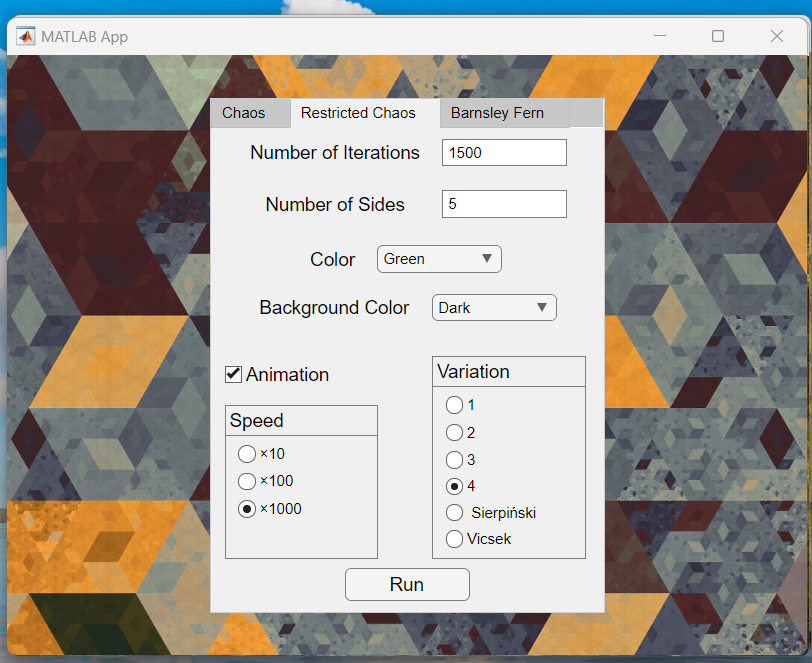 MATLAB App
Chaos Restricted Chaos Barnsley Fern
Number of Iterations 1500
Number of Sides 5
Color Green
Background Color Dark
Animation
Speed
×10
×100
×1000
Variation
1
2
3
4
Sierpiński
Vicsek
Run